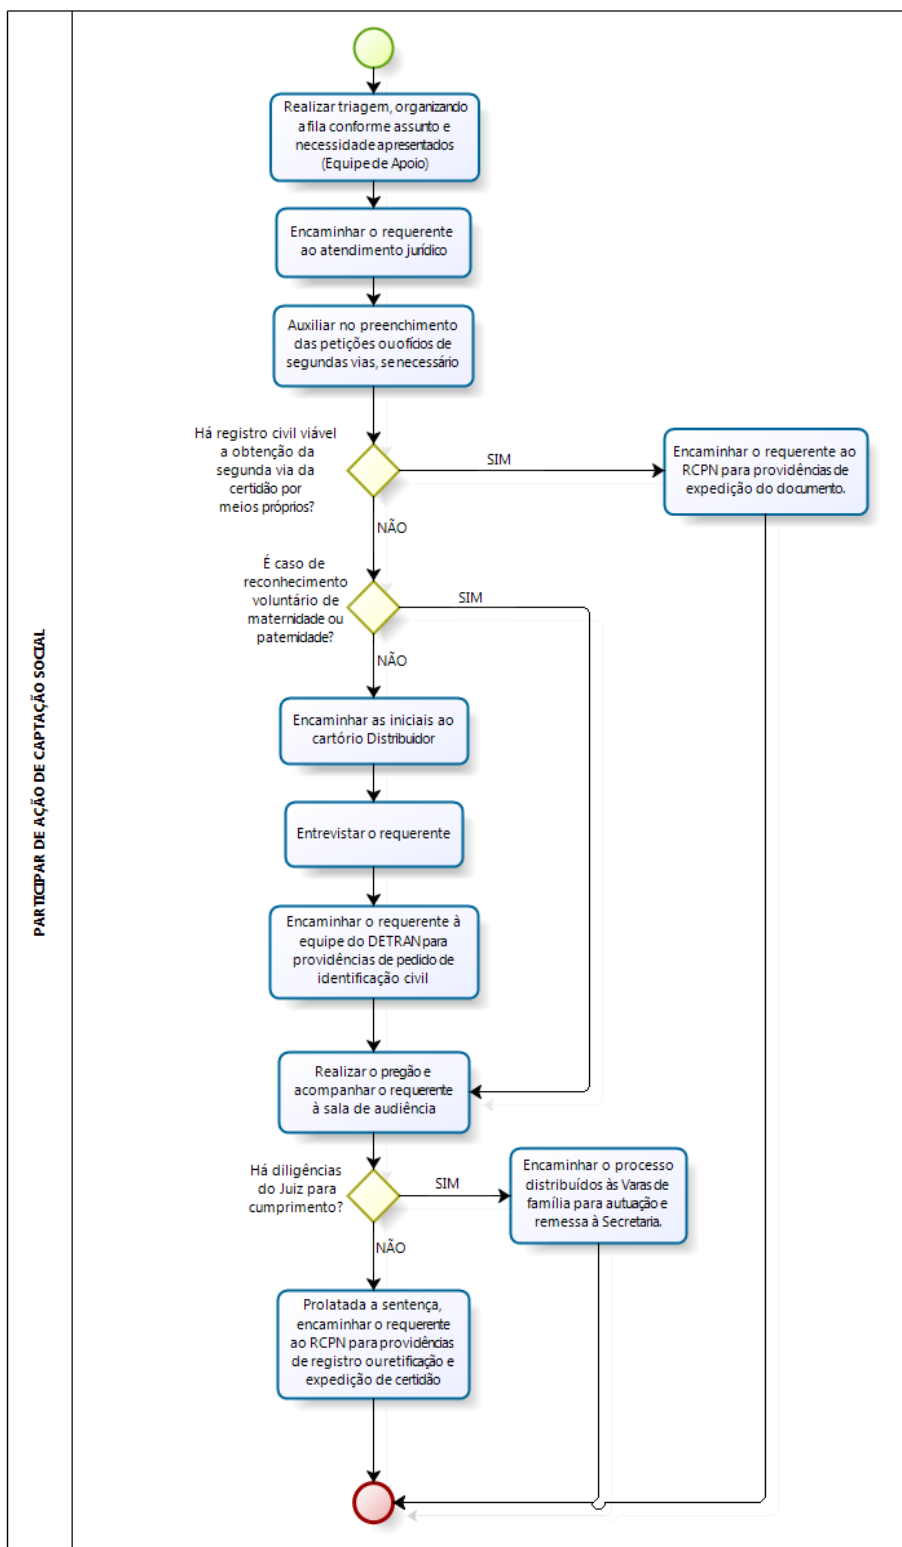 PARTICIPAR DE AÇÃO DE CAPTAÇÃO SOCIAL
Realizar triagem, organizando
a fila conforme assunto e
necessidade apresentados
(Equipe de Apoio)
Encaminhar o requerente
ao atendimento jurídico
Auxiliar no preenchimento
das petições ou ofícios de
segundas vias, se necessário
Há registro civil viável
a obtenção da
segunda via da
certidão por
meios próprios?
SIM
Encaminhar o requerente ao
RCPN para providências de
expedição do documento.
NÃO
É caso de
reconhecimento
voluntário de
maternidade ou
paternidade?
SIM
NÃO
Encaminhar as iniciais ao
cartório Distribuidor
Entrevistar o requerente
Encaminhar o requerente à
equipe do DETRAN para
providências de pedido de
identificação civil
Realizar o pregão e
acompanhar o requerente
à sala de audiência
Há diligências
do Juiz para
cumprimento?
SIM
Encaminhar o processo
distribuídos às Varas de
família para autuação e
remessa à Secretaria.
NÃO
Prolatada a sentença,
encaminhar o requerente
ao RCPN para providências
de registro ou retificação e
expedição de certidão